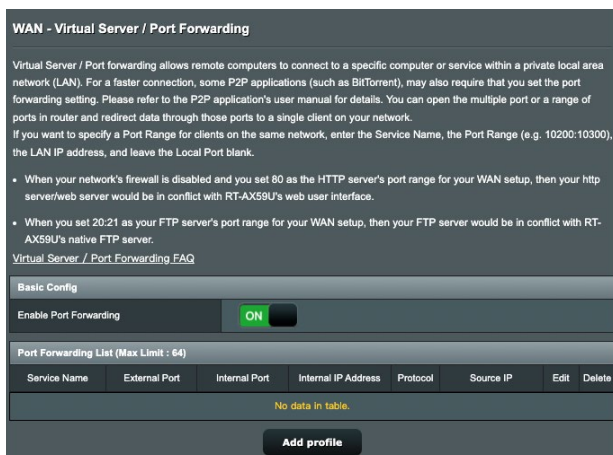 WAN - Virtual Server / Port Forwarding
Virtual Server / Port forwarding allows remote computers to connect to a specific computer or service within a private local area
network (LAN). For a faster connection, some P2P applications (such as BitTorrent), may also require that you set the port
forwarding setting. Please refer to the P2P application's user manual for details. You can open the multiple port or a range of
ports in router and redirect data through those ports to a single client on your network.
If you want to specify a Port Range for clients on the same network, enter the Service Name, the Port Range (e.g. 10200:10300),
the LAN IP address, and leave the Local Port blank.
• When your network's firewall is disabled and you set 80 as the HTTP server's port range for your WAN setup, then your http
server/web server would be in conflict with RT-AX59U's web user interface.
• When you set 20:21 as your FTP server's port range for your WAN setup, then your FTP server would be in conflict with RT-
AX59U's native FTP server.
Virtual Server / Port Forwarding FAQ
Basic Config
Enable Port Forwarding ON
Port Forwarding List (Max Limit : 64)
Service Name External Port Internal Port Internal IP Address Protocol Source IP Edit Delete
No data in table.
Add profile